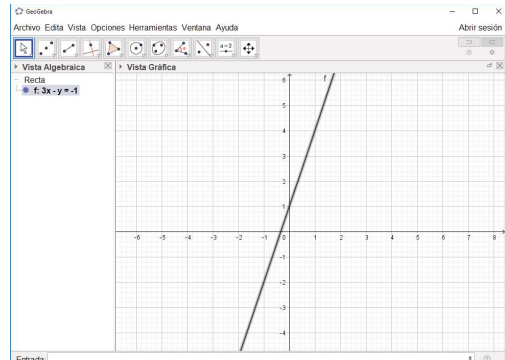 GeoGebra
Archivo Edita Vista Opciones Herramientas Ventana Ayuda
Abrir sesión
a=2
Vista Algebraica
Vista Gráfica
Recta
f: 3x - y = -1
f
6
5
4
3
2
1
-6 -5 -4 -3 -2 -1 0 1 2 3 4 5 6 7 8
-1
-2
-3
-4
Entrada